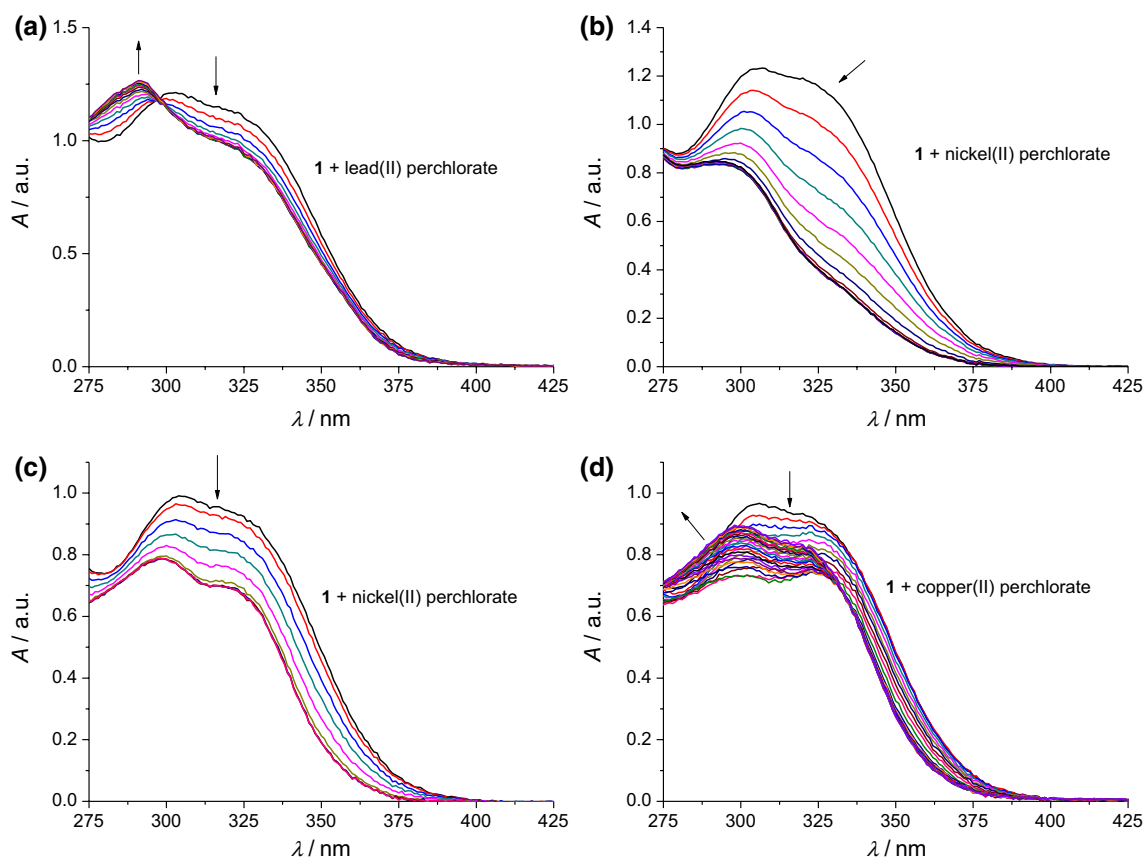 (a)
1.5
1.0
0.5
0.0
A / a.u.
1 + lead(II) perchlorate
275 300 325 350 375 400 425
λ / nm
(b)
1.4
1.2
1.0
0.8
0.6
0.4
0.2
0.0
A / a.u.
1 + nickel(II) perchlorate
275 300 325 350 375 400 425
λ / nm
(c)
1.0
0.8
0.6
0.4
0.2
0.0
A / a.u.
1 + nickel(II) perchlorate
275 300 325 350 375 400 425
λ / nm
(d)
1.0
0.8
0.6
0.4
0.2
0.0
A / a.u.
1 + copper(II) perchlorate
275 300 325 350 375 400 425
λ / nm